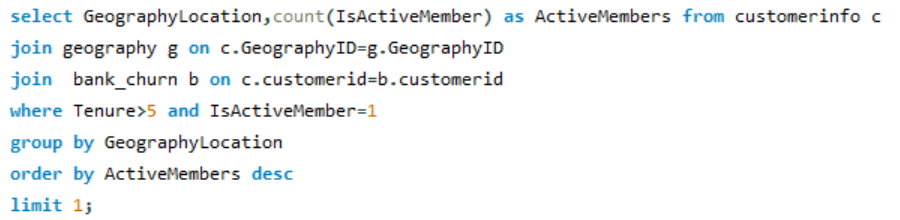 select GeographyLocation,count(IsActiveMember) as ActiveMembers from customerinfo c
join geography g on c.GeographyID=g.GeographyID
join  bank_churn b on c.customerid=b.customerid
where Tenure>5 and IsActiveMember=1
group by GeographyLocation
order by ActiveMembers desc
limit 1;